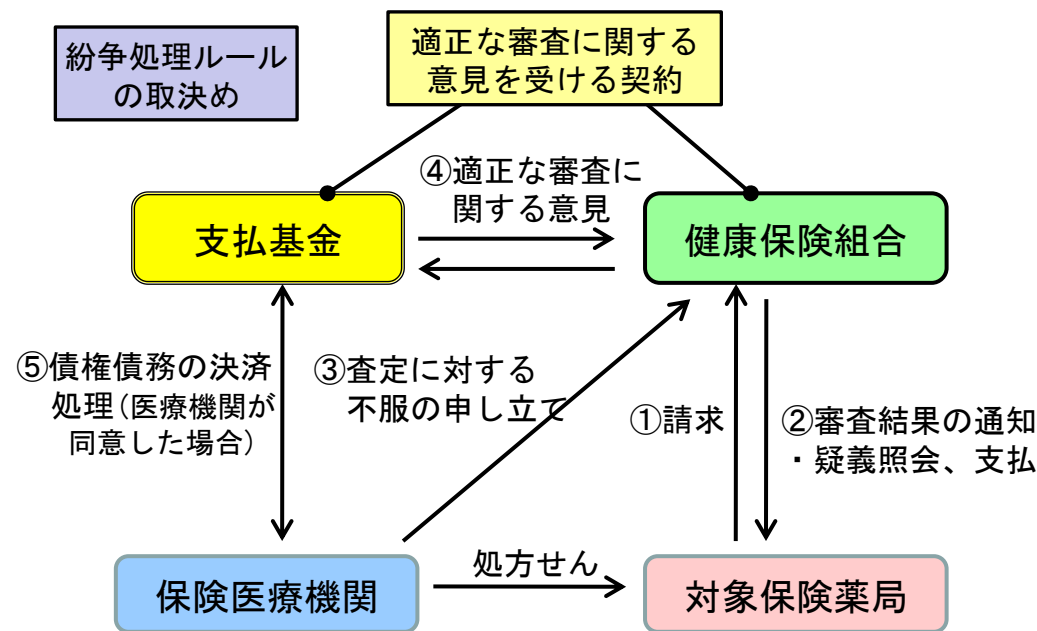 紛争処理ルール
の取決め
適正な審査に関する
意見を受ける契約
④適正な審査に
関する意見
支払基金
健康保険組合
⑤債権債務の決済
処理(医療機関が
同意した場合)
③査定に対する
不服の申し立て
①請求
②審査結果の通知
・疑義照会、支払
処方せん
保険医療機関
対象保険薬局